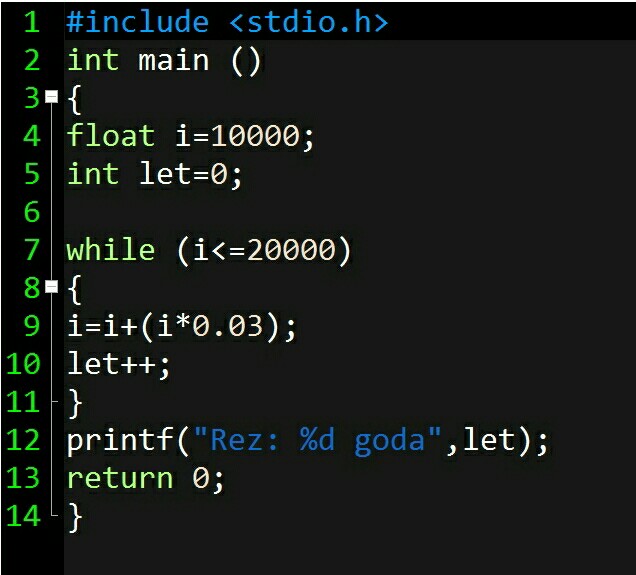 1 #include <stdio.h>
2 int main ()
3 {
4 float i=10000;
5 int let=0;
6
7 while (i<=20000)
8 {
9 i=i+(i*0.03);
10 let++;
11 }
12 printf("Rez: %d goda",let);
13 return 0;
14 }